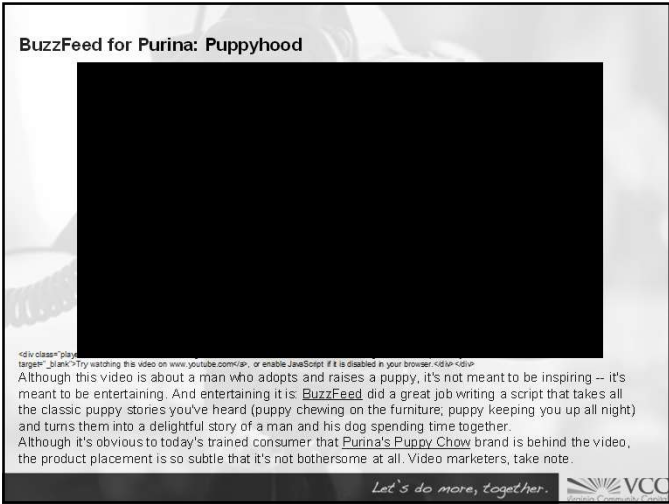 BuzzFeed for Purina: Puppyhood
<div class="playe
target="_blank">Try watching this video on www.youtube.com</a>, or enable JavaScript if it is disabled in your browser.</div></div>
Although this video is about a man who adopts and raises a puppy, it's not meant to be inspiring -- it's
meant to be entertaining. And entertaining it is: BuzzFeed did a great job writing a script that takes all
the classic puppy stories you've heard (puppy chewing on the furniture; puppy keeping you up all night)
and turns them into a delightful story of a man and his dog spending time together.
Although it's obvious to today's trained consumer that Purina's Puppy Chow brand is behind the video,
the product placement is so subtle that it's not bothersome at all. Video marketers, take note.
Let's do more, together.
VCC
Virginia Community Capital